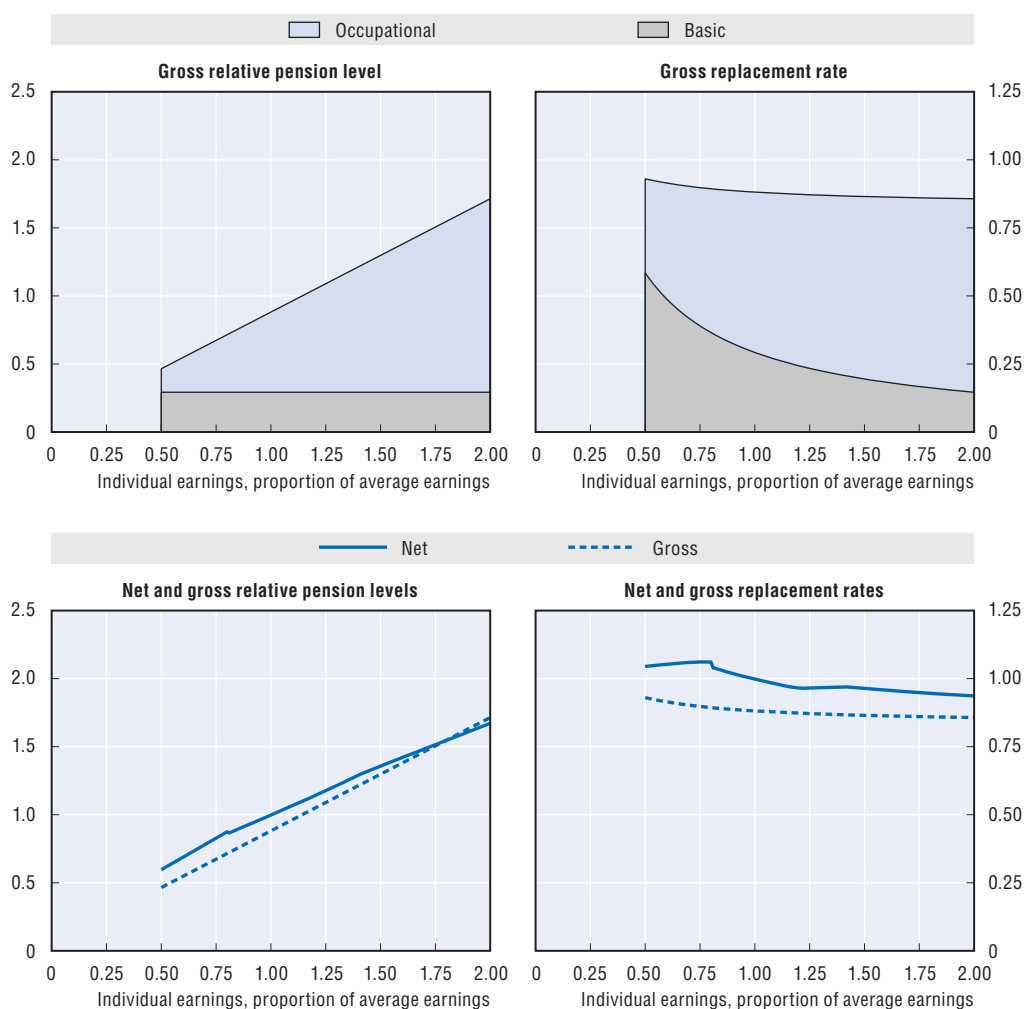 Occupational Basic
Gross relative pension level
Gross replacement rate
2.5
2.0
1.5
1.0
0.5
0
1.25
1.00
0.75
0.50
0.25
0
0 0.25 0.50 0.75 1.00 1.25 1.50 1.75 2.00
Individual earnings, proportion of average earnings
0 0.25 0.50 0.75 1.00 1.25 1.50 1.75 2.00
Individual earnings, proportion of average earnings
Net Gross
Net and gross relative pension levels
Net and gross replacement rates
2.5
2.0
1.5
1.0
0.5
0
1.25
1.00
0.75
0.50
0.25
0
0 0.25 0.50 0.75 1.00 1.25 1.50 1.75 2.00
Individual earnings, proportion of average earnings
0 0.25 0.50 0.75 1.00 1.25 1.50 1.75 2.00
Individual earnings, proportion of average earnings